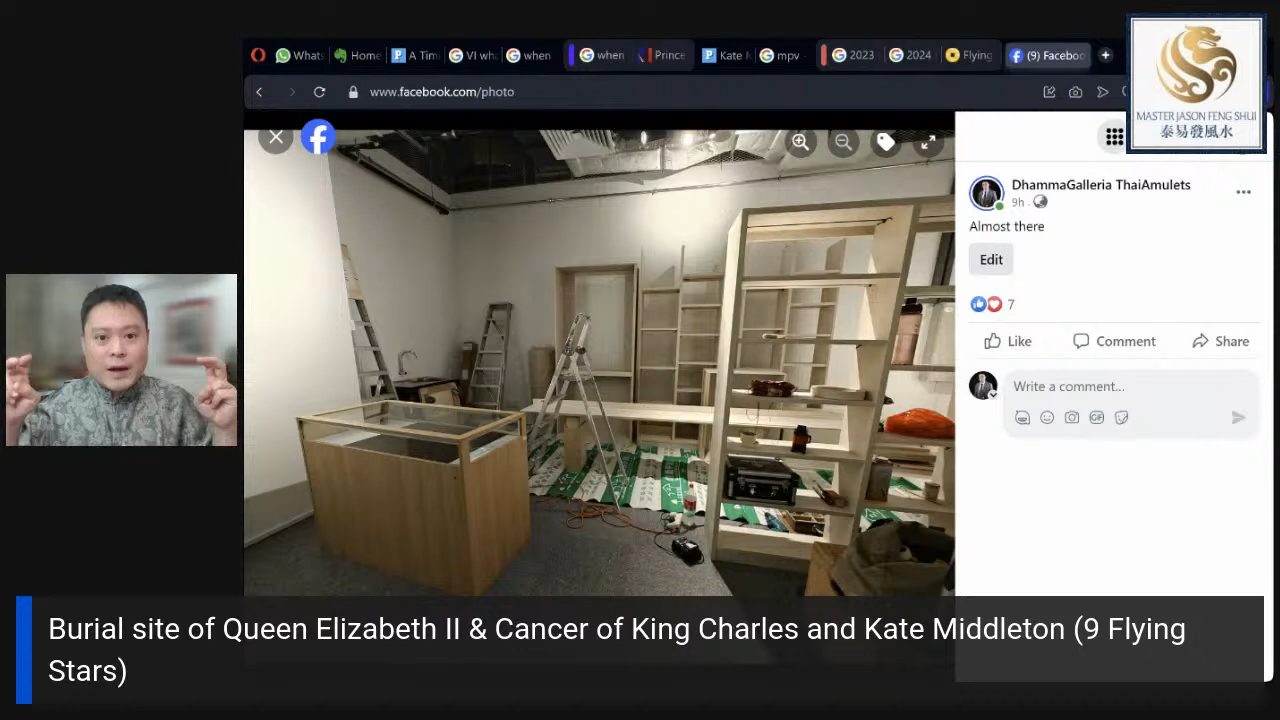 Whats
Home
A Tim
VI wh
when
when
Prince
Kate
mpv
2023
2024
Flying
(9) Faceboo
www.facebook.com/photo
MASTER JASON FENG SHUI
泰易發風水
DhammaGalleria ThaiAmulets
9h
Almost there
Edit
7
Like
Comment
Share
Write a comment…
GIF
Burial site of Queen Elizabeth II & Cancer of King Charles and Kate Middleton (9 Flying
Stars)